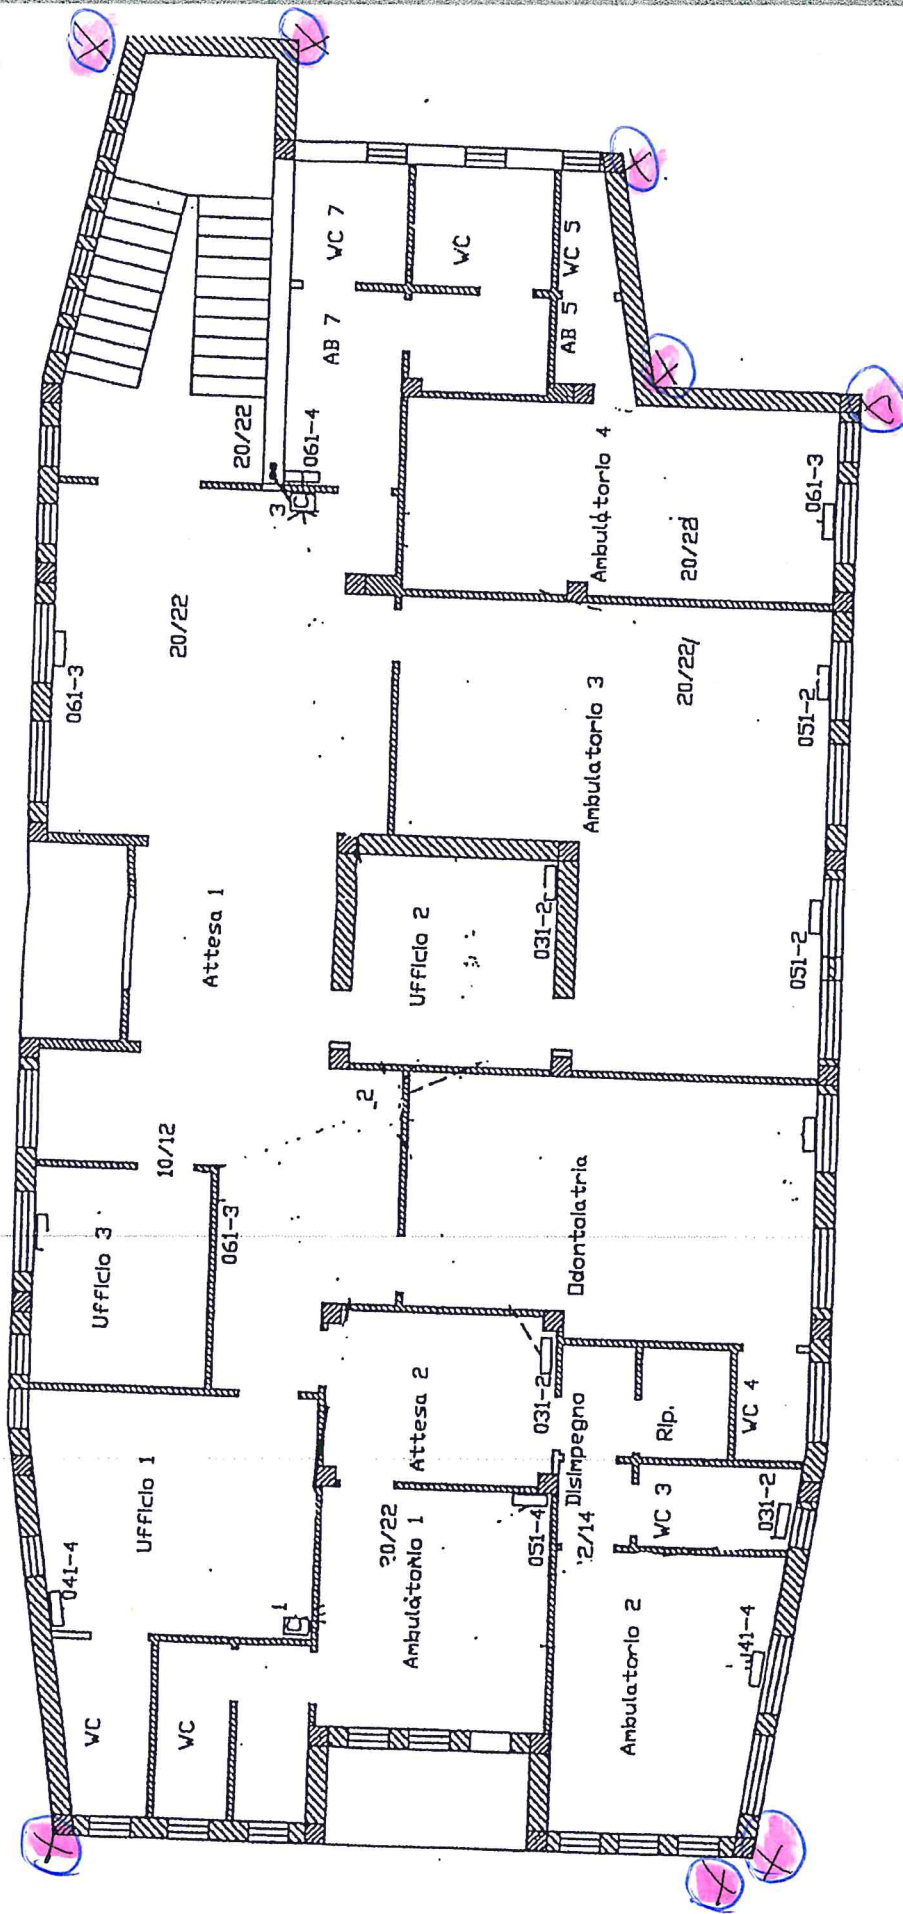 WC 7
WC
WC 5
AB 7
AB 5
20/22
061-4
3
C
Ambulatorio 4
20/22
061-3
20/22
061-3
Ambulatorio 3
20/22
051-2
051-2
Attesa 1
Ufficio 2
031-2
2
10/12
Ufficio 3
061-3
Odontolatria
Attesa 2
031-2
Disimpegno
Rip.
WC 4
WC 3
031-2
Ufficio 1
041-4
1
20/22
Ambulatorio 1
051-4
2/14
Ambulatorio 2
41-4
WC
WC